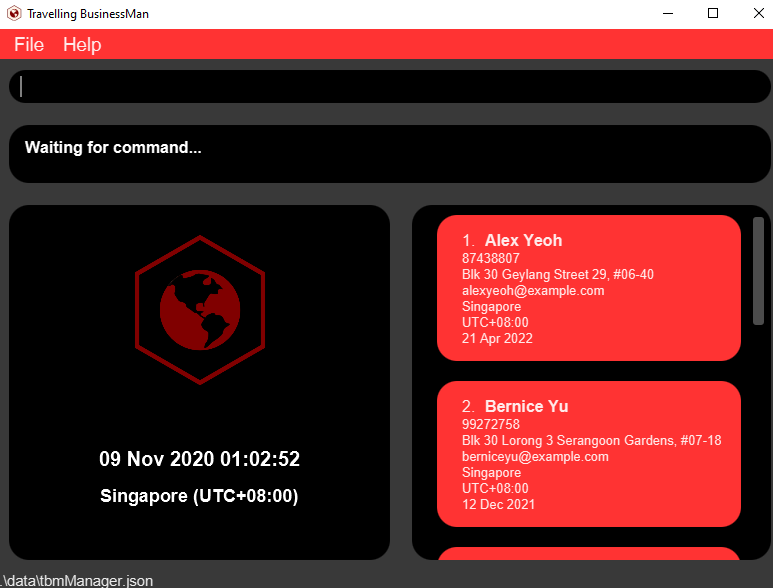 Travelling BusinessMan
File Help
Waiting for command...
09 Nov 2020 01:02:52
Singapore (UTC+08:00)
1. Alex Yeoh
87438807
Blk 30 Geylang Street 29, #06-40
alexyeoh@example.com
Singapore
UTC+08:00
21 Apr 2022
2. Bernice Yu
99272758
Blk 30 Lorong 3 Serangoon Gardens, #07-18
berniceyu@example.com
Singapore
UTC+08:00
12 Dec 2021
.\data\tbmManager.json